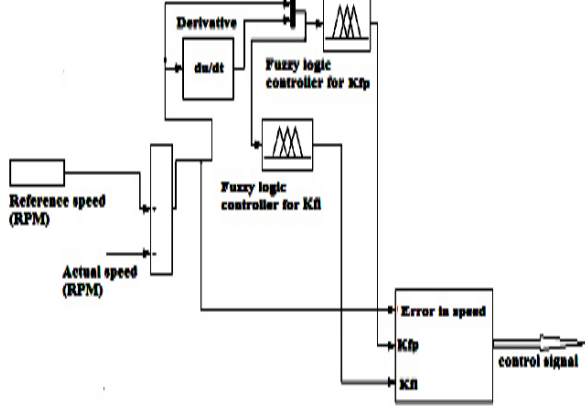 Derivative
du/dt
Fuzzy logic
controller for Kfp
Fuzzy logic
controller for Kfi
Reference speed
(RPM)
+
Actual speed
(RPM)
-
Error in speed
Kfp
Kfi
control signal